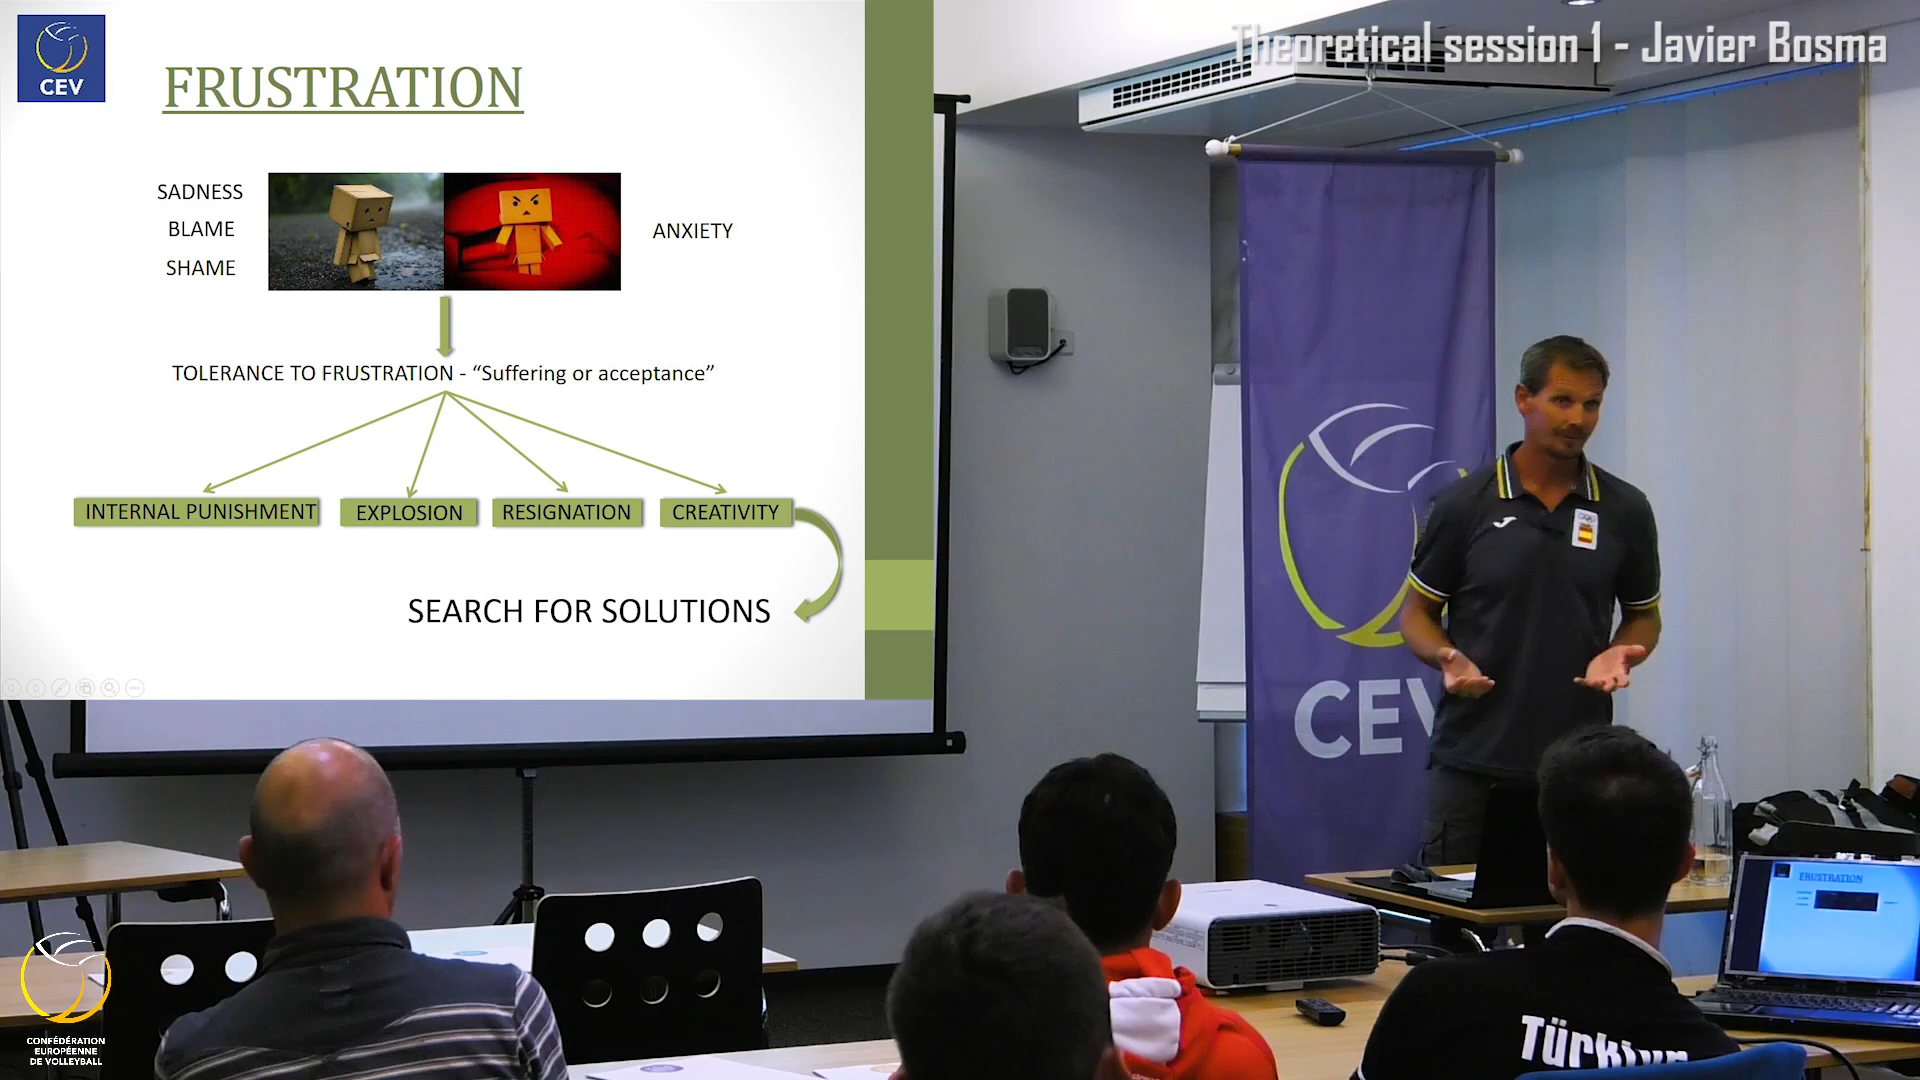 Theoretical session 1 - Javier Bosma
CEV
FRUSTRATION
SADNESS
BLAME
SHAME
ANXIETY
TOLERANCE TO FRUSTRATION - “Suffering or acceptance”
INTERNAL PUNISHMENT
EXPLOSION
RESIGNATION
CREATIVITY
SEARCH FOR SOLUTIONS
CEV
FRUSTRATION
Türkiye
CONFÉDÉRATION
EUROPÉENNE
DE VOLLEYBALL